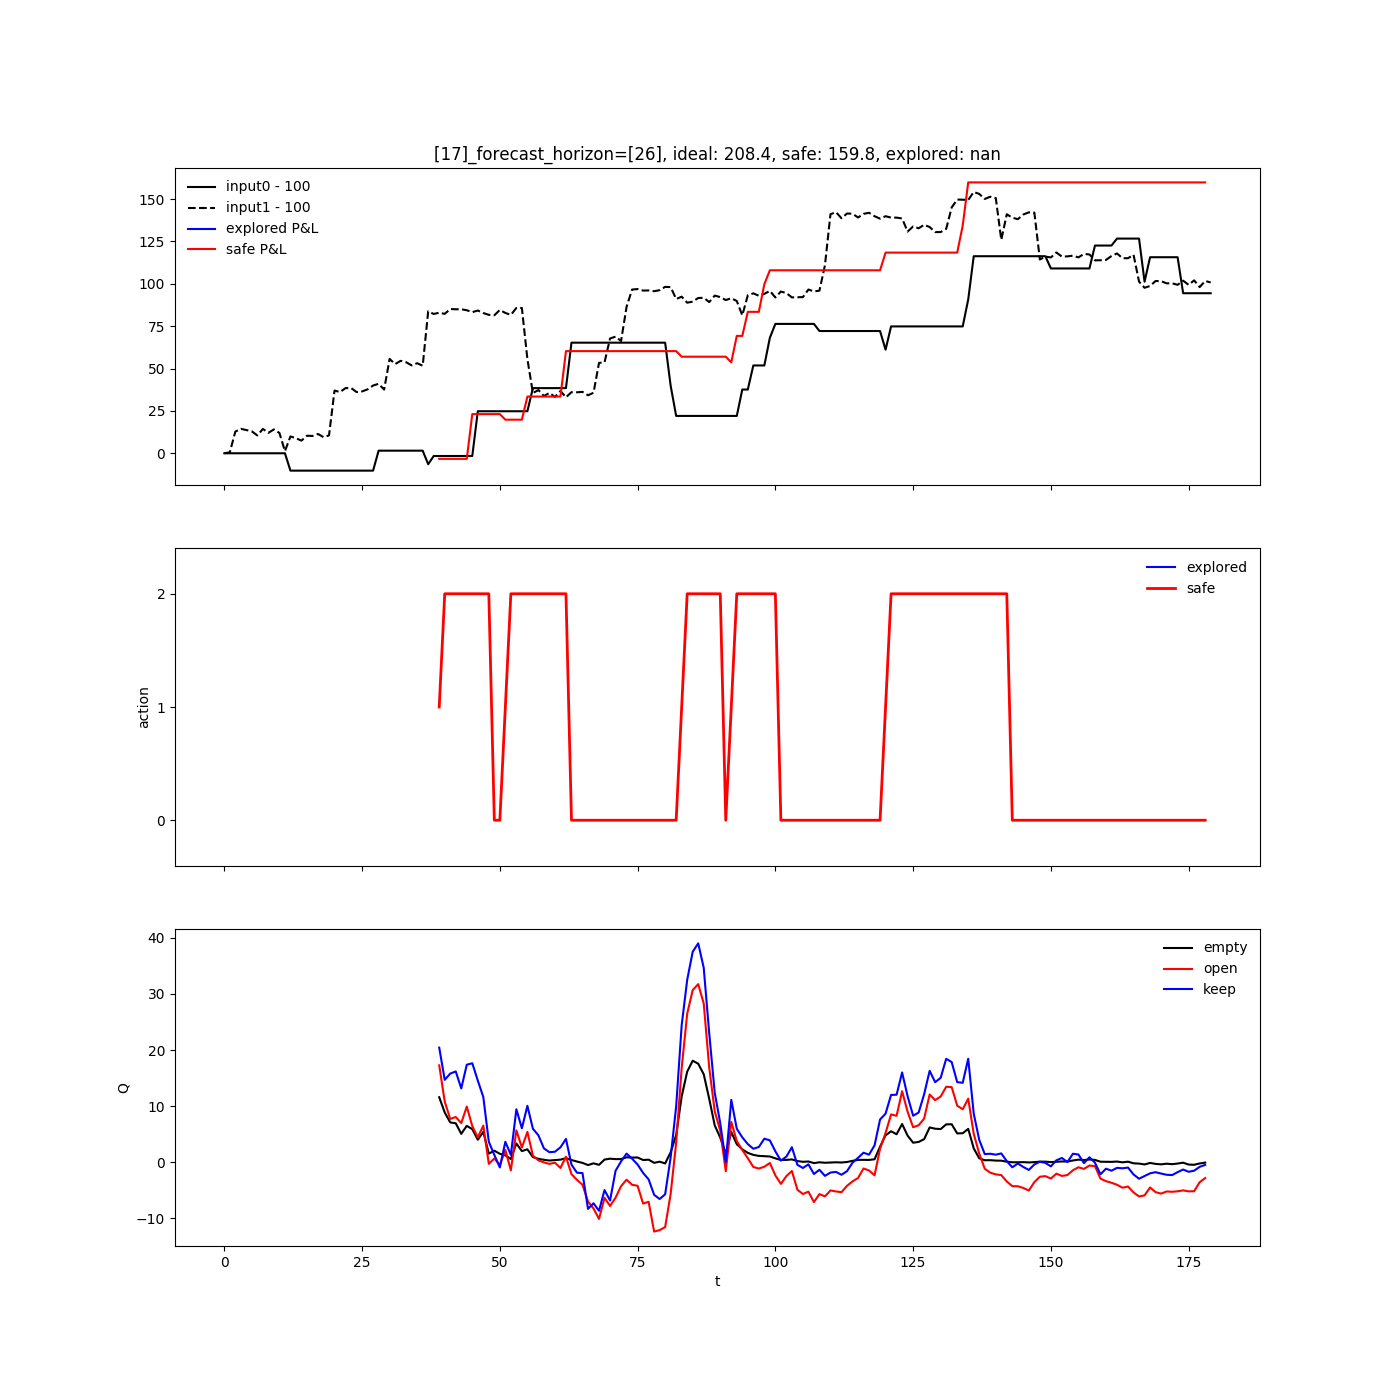 [17]_forecast_horizon=[26], ideal: 208.4, safe: 159.8, explored: nan
input0 - 100
input1 - 100
explored P&L
safe P&L
150
125
100
75
50
25
0
explored
safe
action
2
1
0
empty
open
keep
Q
40
30
20
10
0
−10
0 25 50 75 100 125 150 175
t